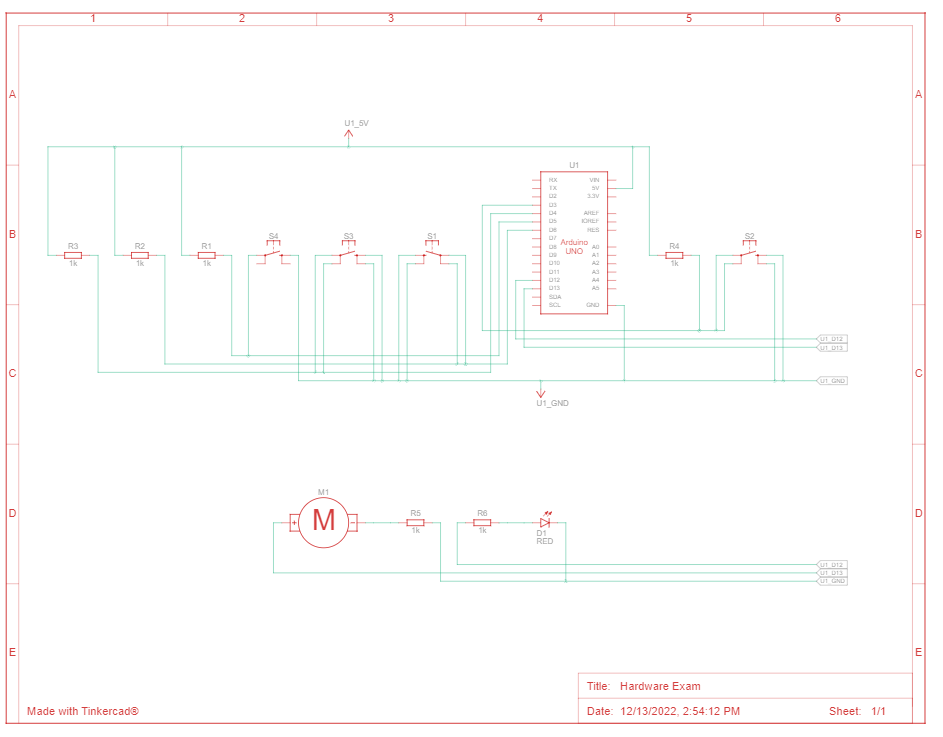 1 2 3 4 5 6
A A
U1_5V
U1
RX VIN
TX 5V
D2 3.3V
D3
D4 AREF
D5 IOREF
D6 RES
D7
D8 A0
D9 A1
D10 A2
D11 A3
D12 A4
D13 A5
SDA
SCL GND
Arduino
UNO
B B
R3 R2 R1 S4 S3 S1 R4 S2
1k 1k 1k 1k
U1_D12
U1_D13
C C
U1_GND
U1_GND
M1
M
+ -
D D
R5 R6
1k 1k
D1
RED
U1_D12
U1_D13
U1_GND
E E
Title: Hardware Exam
Made with Tinkercad®
Date: 12/13/2022, 2:54:12 PM Sheet: 1/1